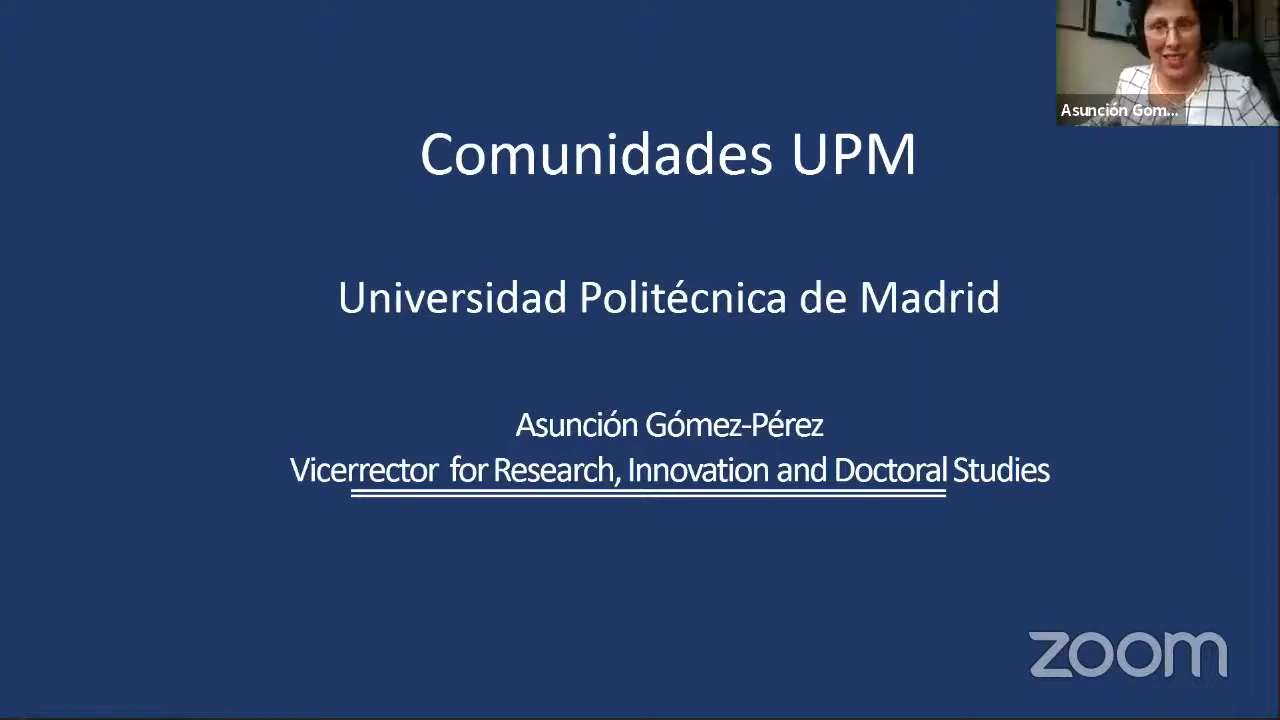 Asunción Gom...
Comunidades UPM
Universidad Politécnica de Madrid
Asunción Gómez-Pérez
Vicerrector for Research, Innovation and Doctoral Studies
zoom